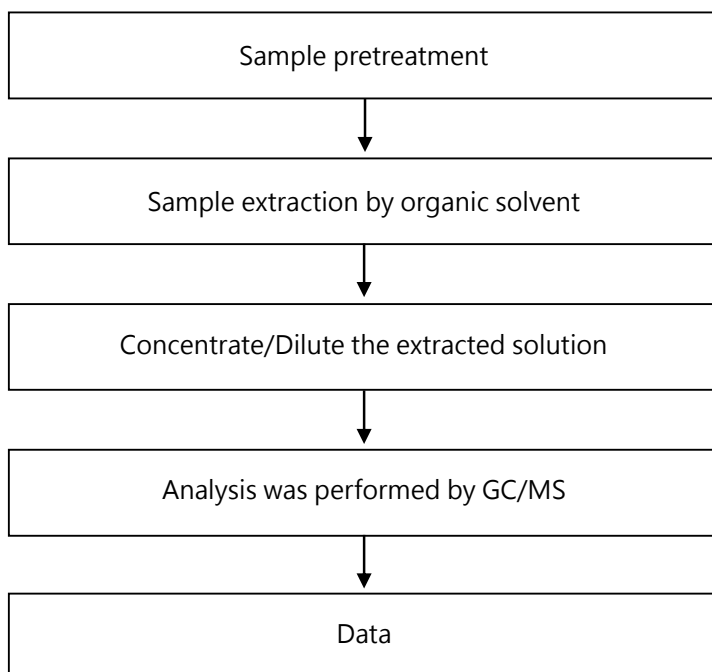 Sample pretreatment
Sample extraction by organic solvent
Concentrate/Dilute the extracted solution
Analysis was performed by GC/MS
Data